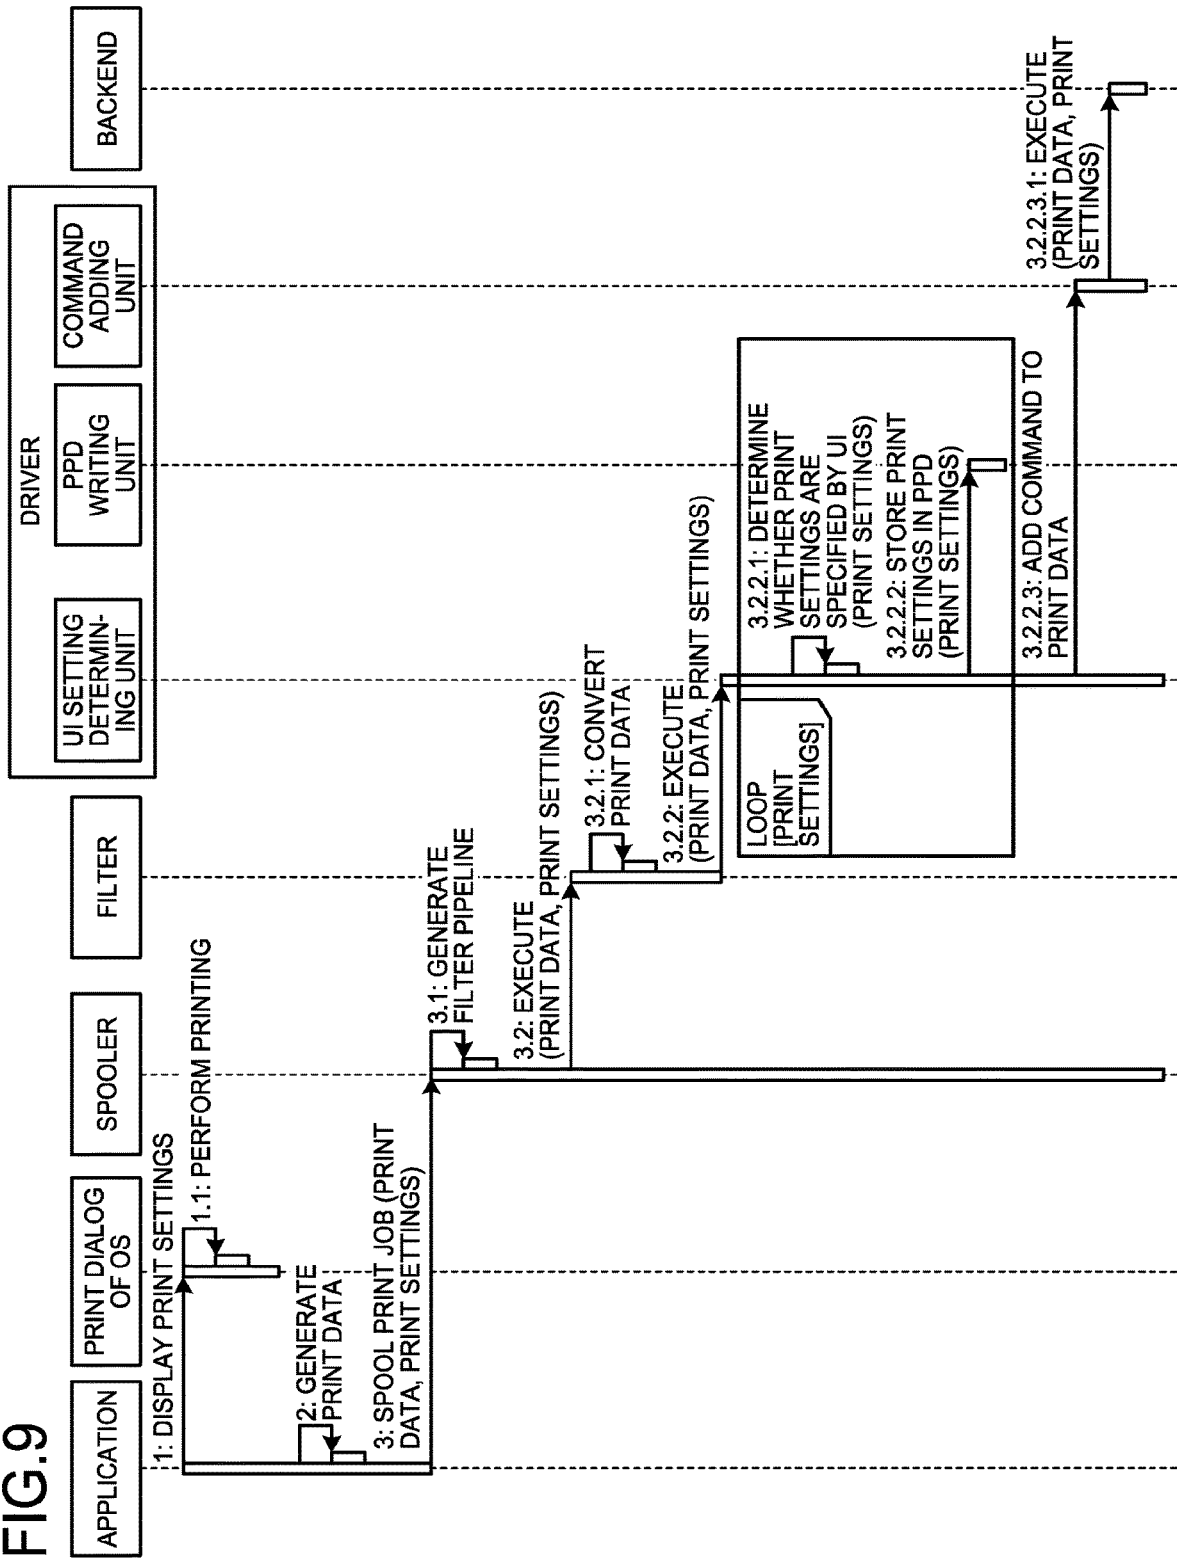 FIG.9
APPLICATION
PRINT DIALOG
OF OS
SPOOLER
FILTER
DRIVER
UI SETTING
DETERMIN-
ING UNIT
PPD
WRITING
UNIT
COMMAND
ADDING
UNIT
BACKEND
1: DISPLAY PRINT SETTINGS
1.1: PERFORM PRINTING
2: GENERATE
PRINT DATA
3: SPOOL PRINT JOB (PRINT
DATA, PRINT SETTINGS)
3.1: GENERATE
FILTER PIPELINE
3.2: EXECUTE
(PRINT DATA, PRINT SETTINGS)
3.2.1: CONVERT
PRINT DATA
3.2.2: EXECUTE
(PRINT DATA, PRINT SETTINGS)
LOOP
[PRINT
SETTINGS]
3.2.2.1: DETERMINE
WHETHER PRINT
SETTINGS ARE
SPECIFIED BY UI
(PRINT SETTINGS)
3.2.2.2: STORE PRINT
SETTINGS IN PPD
(PRINT SETTINGS)
3.2.2.3: ADD COMMAND TO
PRINT DATA
3.2.2.3.1: EXECUTE
(PRINT DATA, PRINT
SETTINGS)